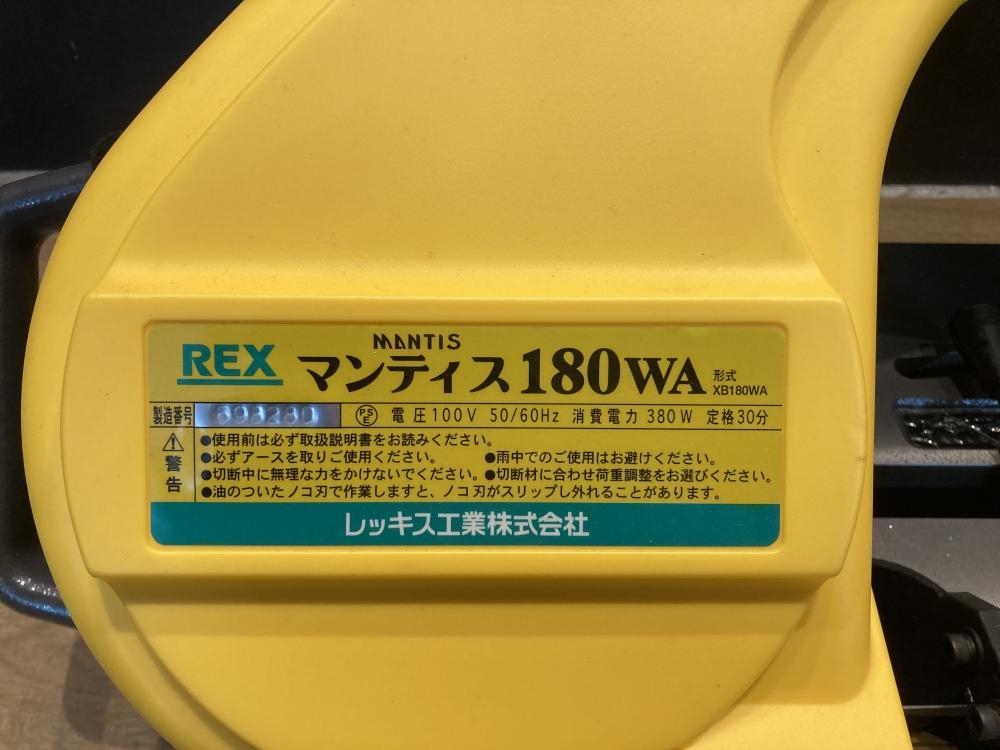 REX
MANTIS
マンティス180WA
形式
XB180WA
製造番号 698280 PSE 電圧100V 50/60Hz 消費電力 380W 定格30分
警告
●使用前は必ず取扱説明書をお読みください。
●必ずアースを取りご使用ください。 ●雨中でのご使用はお避けください。
●切断中に無理な力をかけないでください。 ●切断材に合わせ荷重調整をお選びください。
●油のついたノコ刃で作業しますと、ノコ刃がスリップし外れることがあります。
レッキス工業株式会社